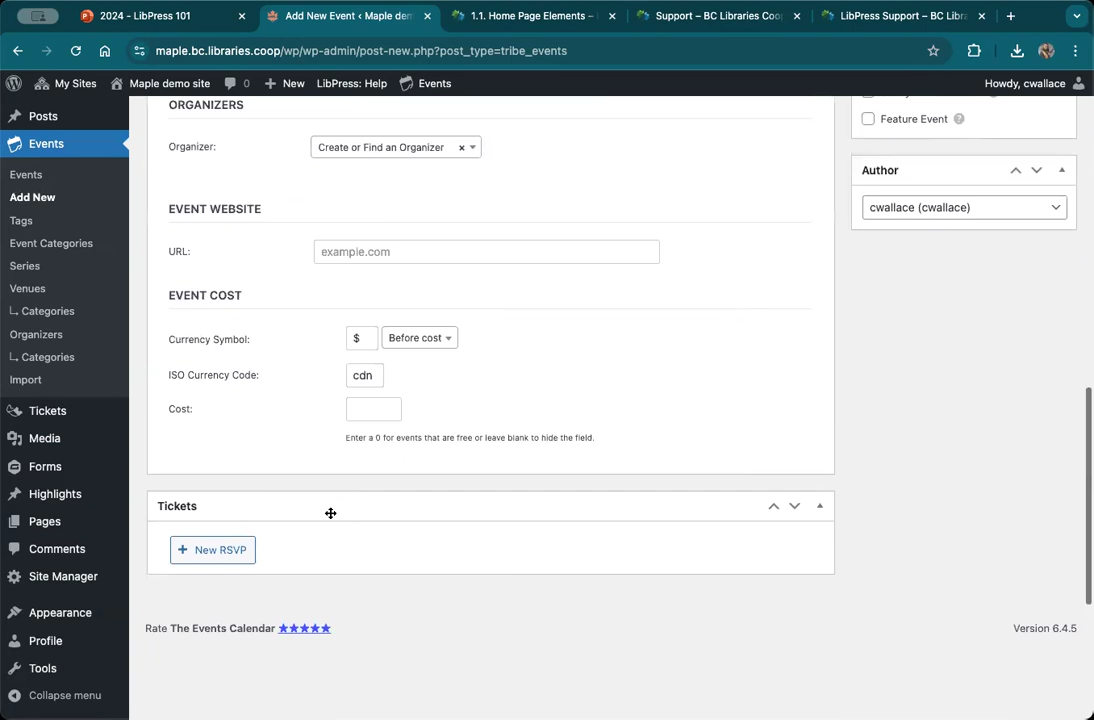 2024 - LibPress 101
Add New Event ‹ Maple dem
1.1. Home Page Elements –
Support – BC Libraries Coo
LibPress Support – BC Libra
maple.bc.libraries.coop/wp/wp-admin/post-new.php?post_type=tribe_events
My Sites
Maple demo site
0
New
LibPress: Help
Events
Howdy, cwallace
Posts
Events
Events
Add New
Tags
Event Categories
Series
Venues
Categories
Organizers
Categories
Import
Tickets
Media
Forms
Highlights
Pages
Comments
Site Manager
Appearance
Profile
Tools
Collapse menu
ORGANIZERS
Organizer:
Create or Find an Organizer
EVENT WEBSITE
URL:
example.com
EVENT COST
Currency Symbol:
$
Before cost
ISO Currency Code:
cdn
Cost:
Enter a 0 for events that are free or leave blank to hide the field.
Tickets
+ New RSVP
Rate The Events Calendar ★★★★★
Version 6.4.5
Feature Event
Author
cwallace (cwallace)